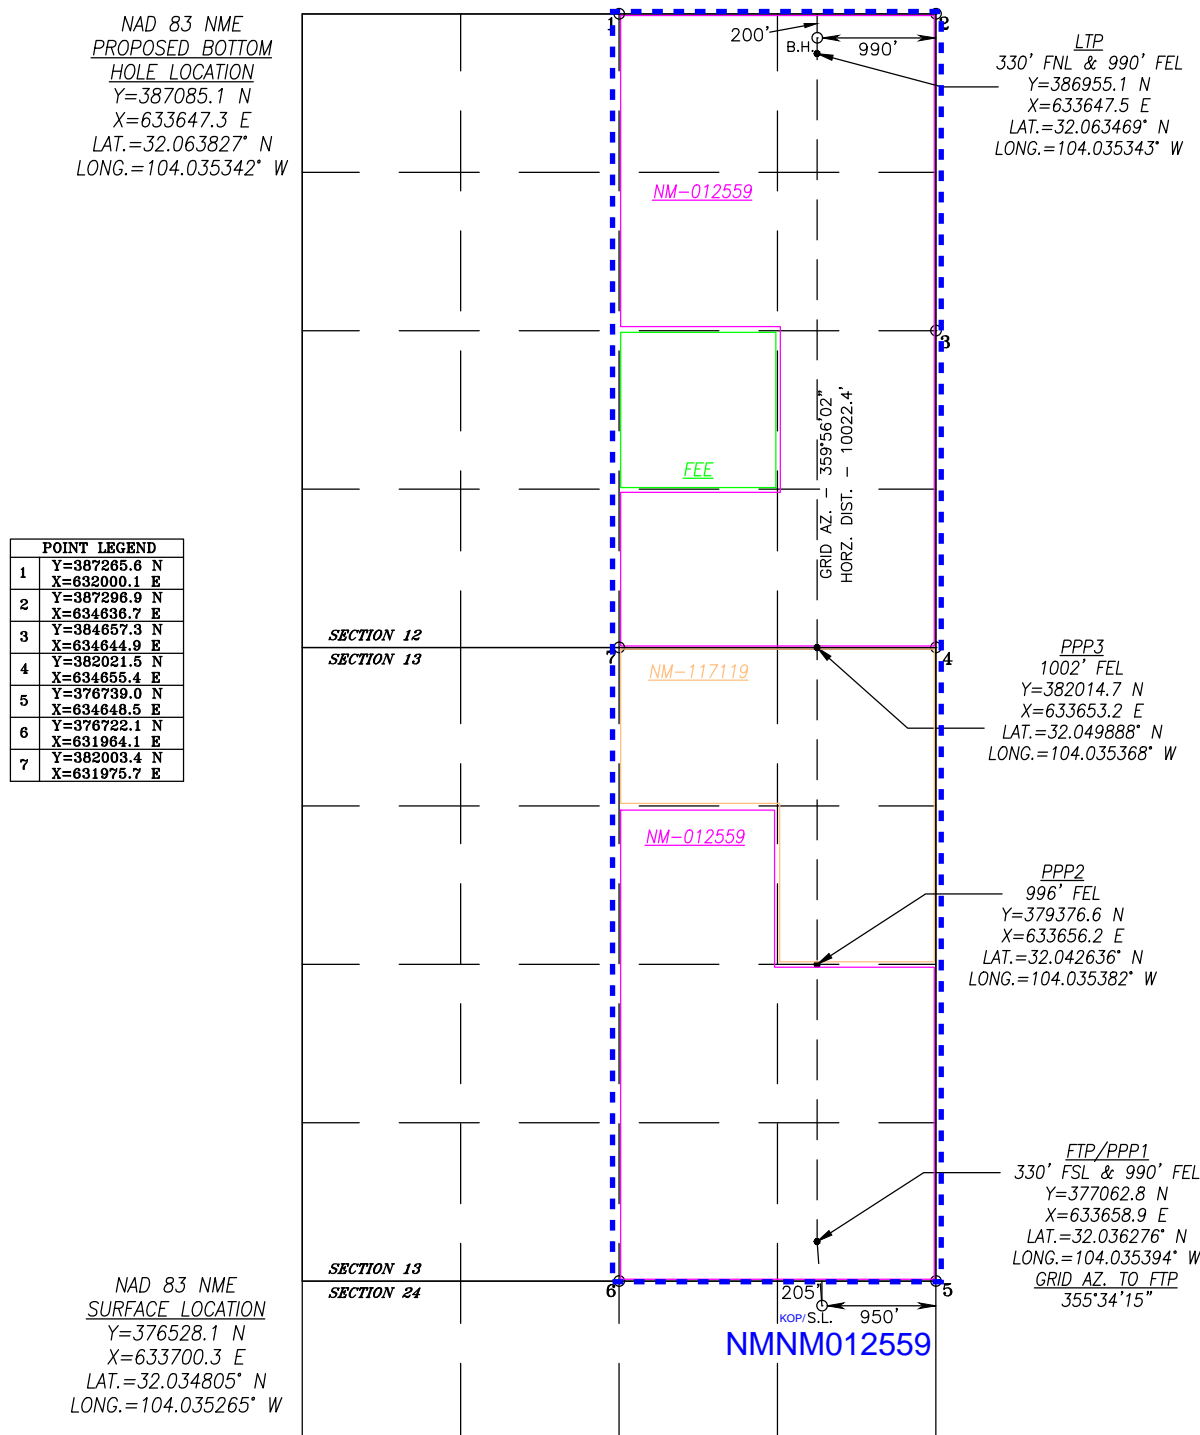 NAD 83 NME
PROPOSED BOTTOM
HOLE LOCATION
Y=387085.1 N
X=633647.3 E
LAT.=32.063827° N
LONG.=104.035342° W
1
2
200'
B.H.
990'
LTP
330' FNL & 990' FEL
Y=386955.1 N
X=633647.5 E
LAT.=32.063469° N
LONG.=104.035343° W
NM-012559
3
FEE
GRID AZ. - 359°56'02"
HORZ. DIST. - 10022.4'
POINT LEGEND
1 Y=387265.6 N
X=632000.1 E
2 Y=387296.9 N
X=634636.7 E
3 Y=384657.3 N
X=634644.9 E
4 Y=382021.5 N
X=634655.4 E
5 Y=376739.0 N
X=634648.5 E
6 Y=376722.1 N
X=631964.1 E
7 Y=382003.4 N
X=631975.7 E
SECTION 12
SECTION 13
7
4
NM-117119
PPP3
1002' FEL
Y=382014.7 N
X=633653.2 E
LAT.=32.049888° N
LONG.=104.035368° W
NM-012559
PPP2
996' FEL
Y=379376.6 N
X=633656.2 E
LAT.=32.042636° N
LONG.=104.035382° W
FTP/PPP1
330' FSL & 990' FEL
Y=377062.8 N
X=633658.9 E
LAT.=32.036276° N
LONG.=104.035394° W
GRID AZ. TO FTP
355°34'15"
SECTION 13
SECTION 24
6
5
205'
KOP/S.L.
950'
NMNM012559
NAD 83 NME
SURFACE LOCATION
Y=376528.1 N
X=633700.3 E
LAT.=32.034805° N
LONG.=104.035265° W